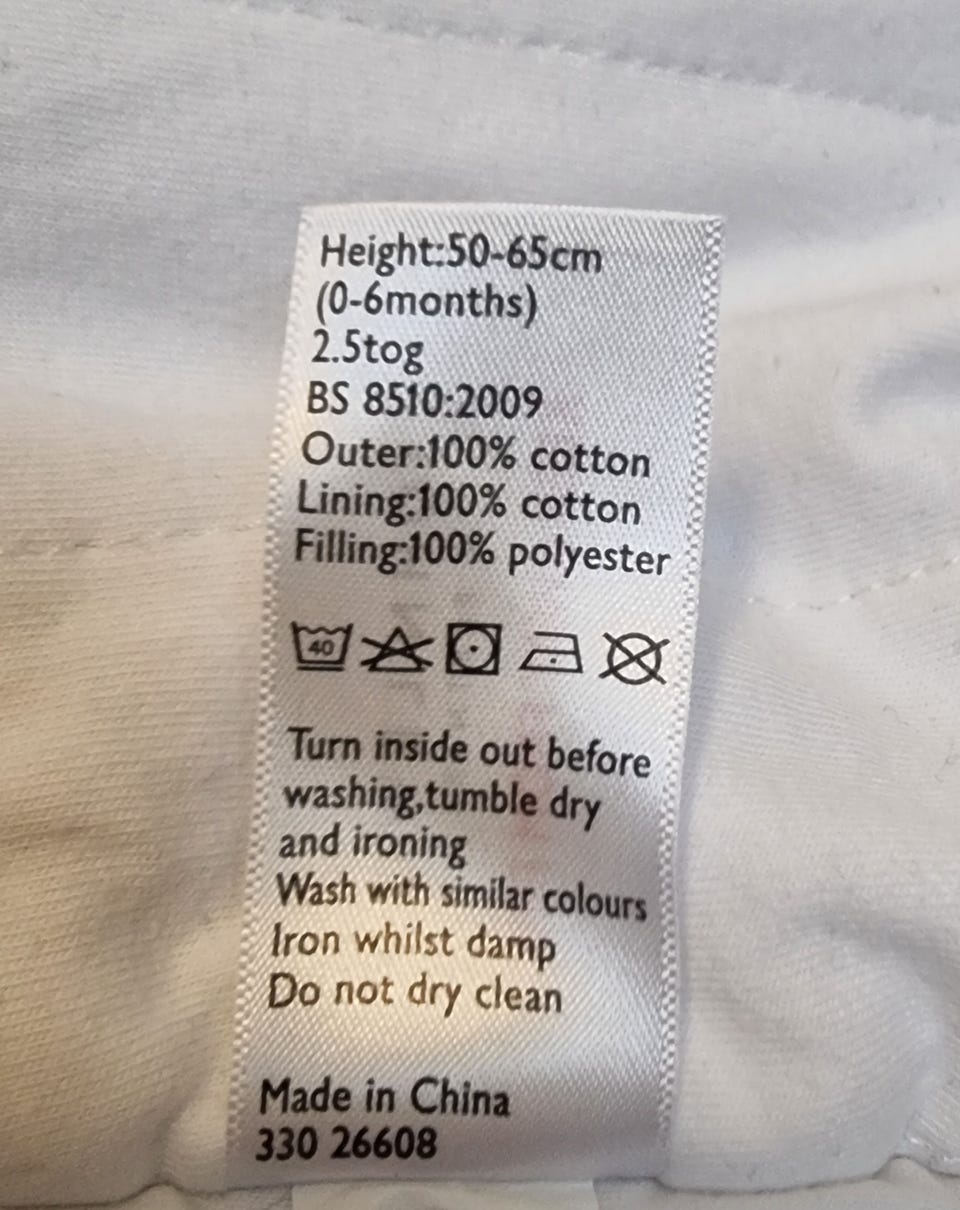 Height:50-65cm
(0-6months)
2.5tog
BS 8510:2009
Outer:100% cotton
Lining:100% cotton
Filling:100% polyester
40
Turn inside out before
washing,tumble dry
and ironing
Wash with similar colours
Iron whilst damp
Do not dry clean
Made in China
330 26608